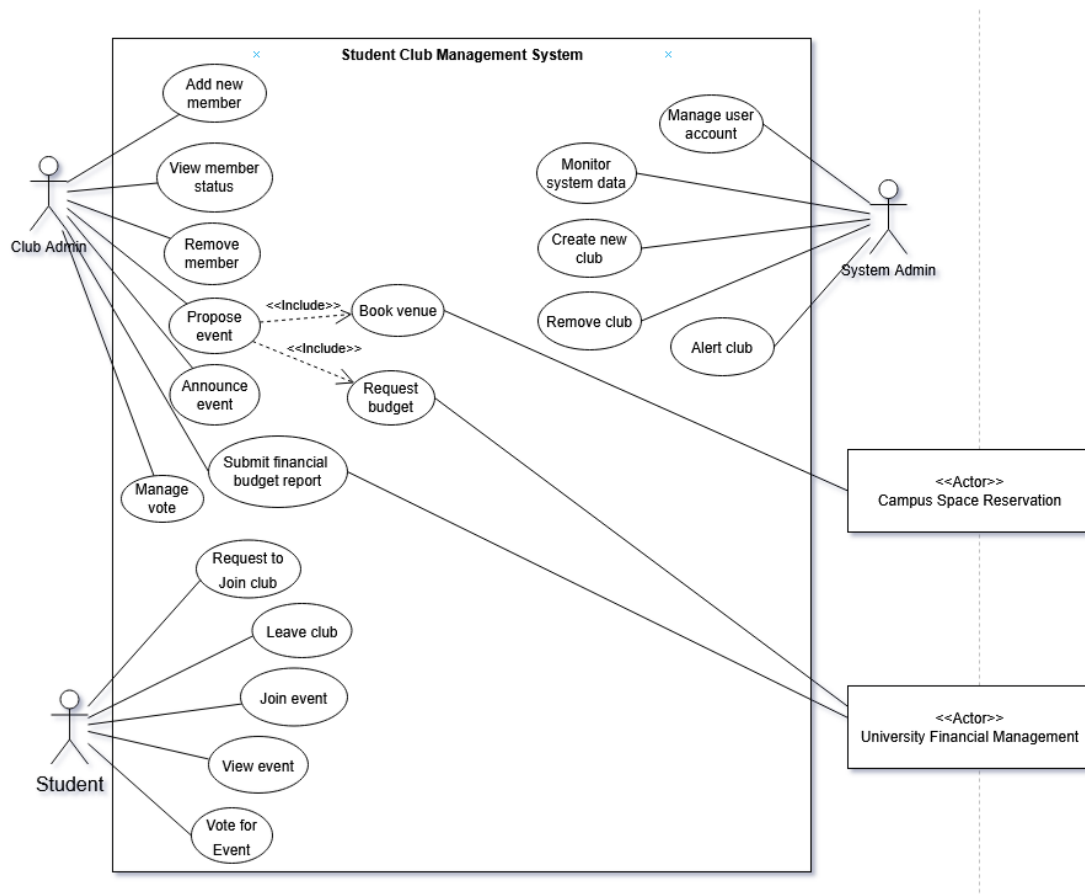 Student Club Management System
Add new
member
Manage user
account
View member
status
Monitor
system data
Club Admin
Remove
member
Create new
club
System Admin
Propose
event
<<Include>>
Book venue
Remove club
<<Include>>
Alert club
Announce
event
Request
budget
Submit financial
budget report
Manage
vote
<<Actor>>
Campus Space Reservation
Request to
Join club
Leave club
Join event
<<Actor>>
University Financial Management
View event
Student
Vote for
Event